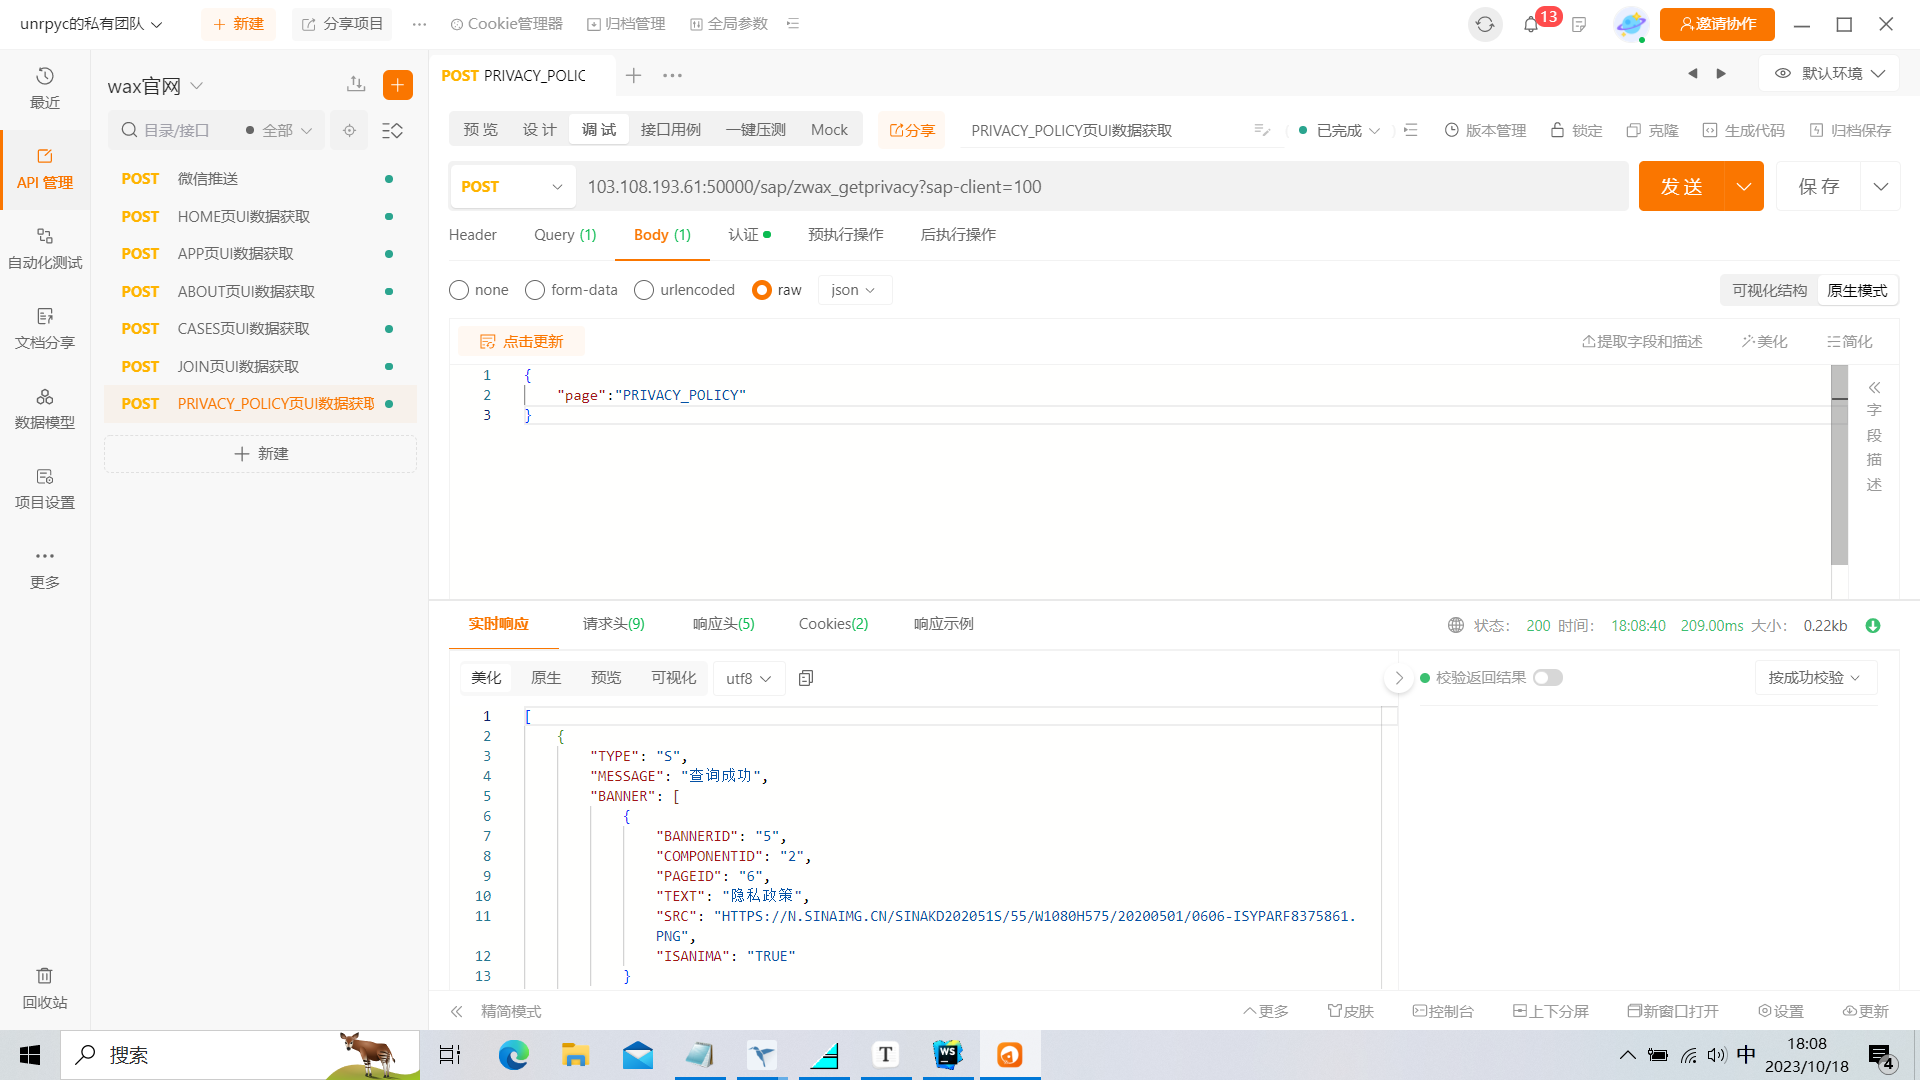 unrpyc的私有团队
新建
分享项目
Cookie管理器
归档管理
全局参数
13
邀请协作
最近
API 管理
自动化测试
文档分享
数据模型
项目设置
更多
回收站
wax官网
目录/接口
全部
POST 微信推送
POST HOME页UI数据获取
POST APP页UI数据获取
POST ABOUT页UI数据获取
POST CASES页UI数据获取
POST JOIN页UI数据获取
POST PRIVACY_POLICY页UI数据获取
新建
POST PRIVACY_POLIC
默认环境
预览 设计 调试 接口用例 一键压测 Mock
分享
PRIVACY_POLICY页UI数据获取
已完成
版本管理
锁定
克隆
生成代码
归档保存
POST
103.108.193.61:50000/sap/zwax_getprivacy?sap-client=100
发送
保存
Header Query (1) Body (1) 认证 预执行操作 后执行操作
none form-data urlencoded raw json
可视化结构 原生模式
点击更新
提取字段和描述 美化 简化
1 {
2 "page":"PRIVACY_POLICY"
3 }
字段描述
实时响应 请求头(9) 响应头(5) Cookies(2) 响应示例
状态: 200 时间: 18:08:40 209.00ms 大小: 0.22kb
美化 原生 预览 可视化 utf8
校验返回结果
按成功校验
1 [
2 {
3 "TYPE": "S",
4 "MESSAGE": "查询成功",
5 "BANNER": [
6 {
7 "BANNERID": "5",
8 "COMPONENTID": "2",
9 "PAGEID": "6",
10 "TEXT": "隐私政策",
11 "SRC": "HTTPS://N.SINAIMG.CN/SINAKD202051S/55/W1080H575/20200501/0606-ISYPARF8375861.
PNG",
12 "ISANIMA": "TRUE"
13 }
精简模式
更多 皮肤 控制台 上下分屏 新窗口打开 设置 更新
搜索
T
WS
中
18:08
2023/10/18
4